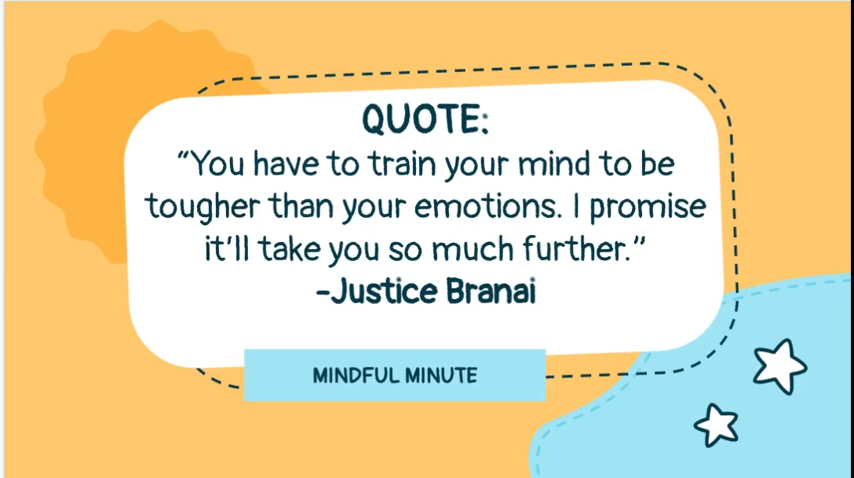 QUOTE:
“You have to train your mind to be
tougher than your emotions. I promise
it’ll take you so much further.”
-Justice Branai
MINDFUL MINUTE